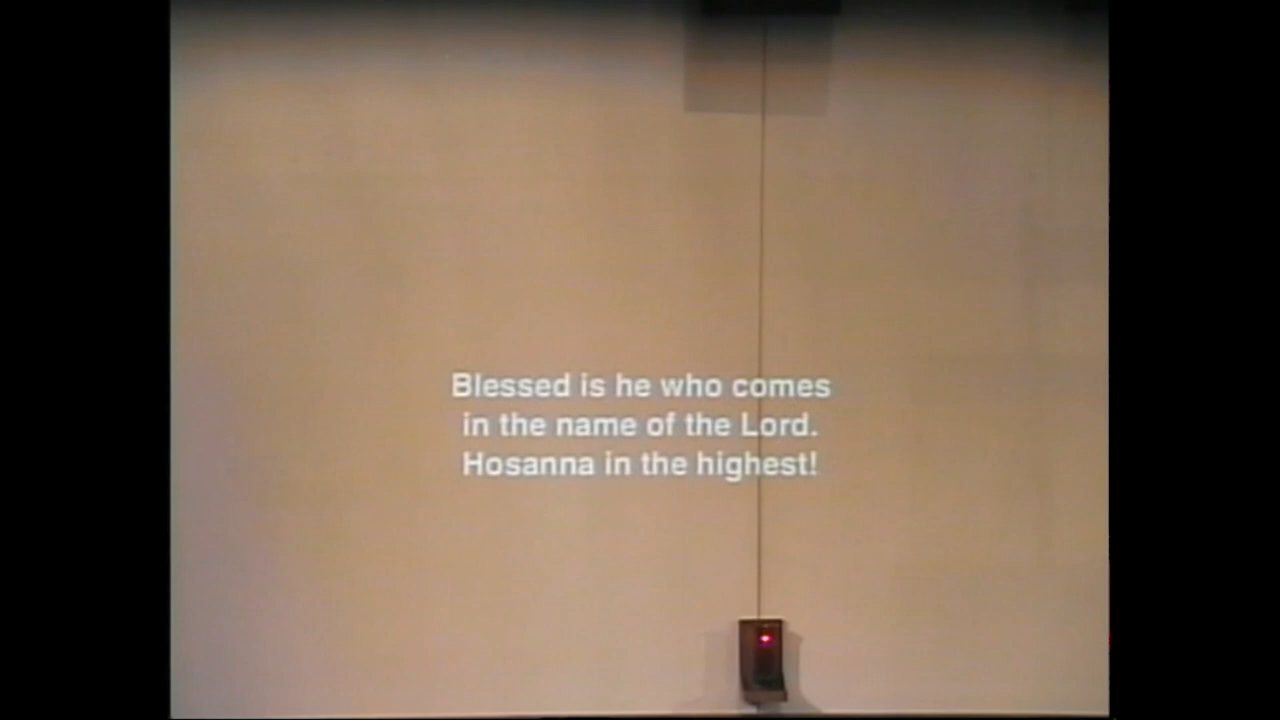 Blessed is he who comes
in the name of the Lord.
Hosanna in the highest!